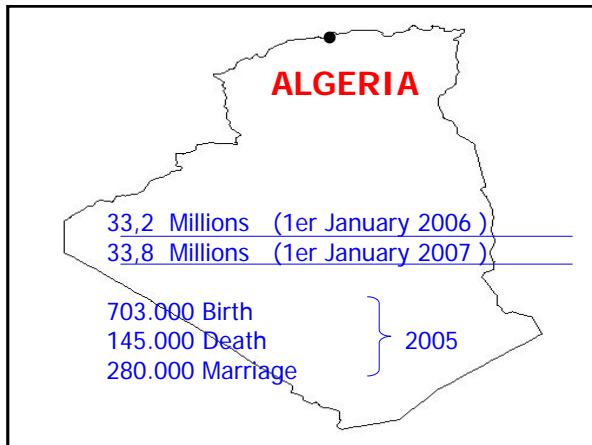 ALGERIA
33,2 Millions (1er January 2006 )
33,8 Millions (1er January 2007 )
703.000 Birth
145.000 Death
280.000 Marriage
2005